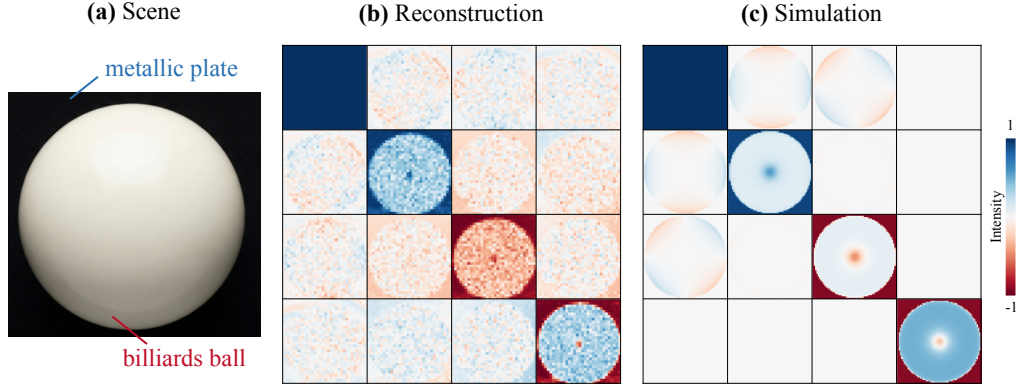 (a) Scene
(b) Reconstruction
(c) Simulation
metallic plate
billiards ball
1
Intensity
-1